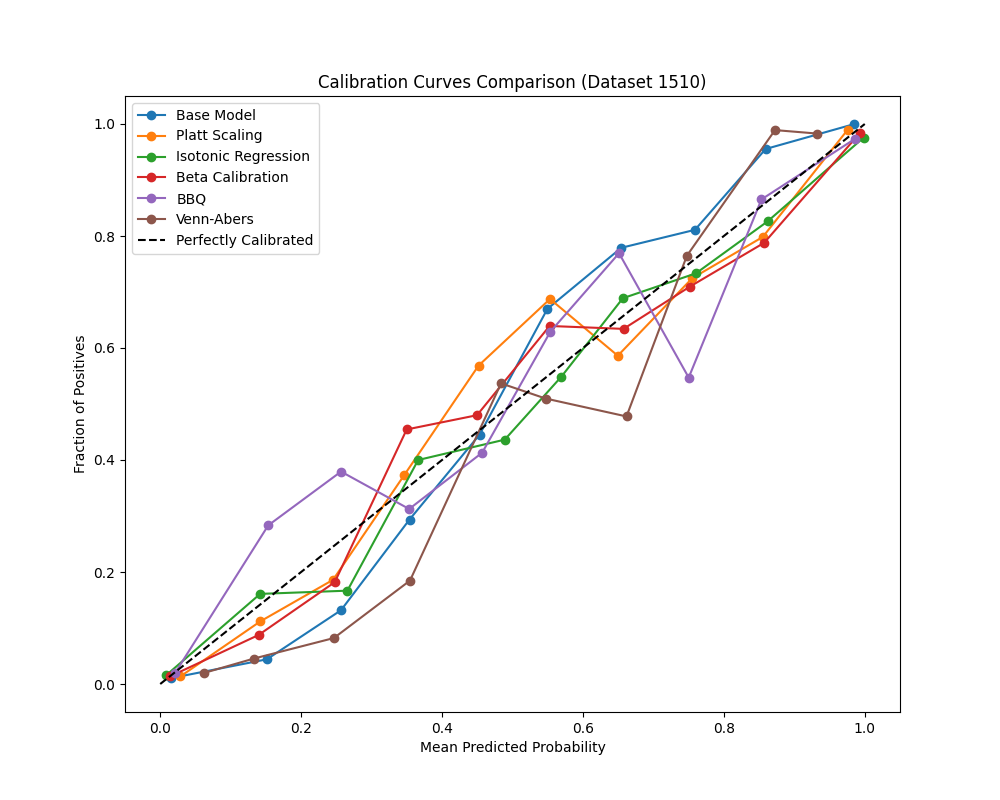 Calibration Curves Comparison (Dataset 1510)
Base Model
Platt Scaling
Isotonic Regression
Beta Calibration
BBQ
Venn-Abers
Perfectly Calibrated
1.0
0.8
0.6
0.4
0.2
0.0
Fraction of Positives
0.0 0.2 0.4 0.6 0.8 1.0
Mean Predicted Probability